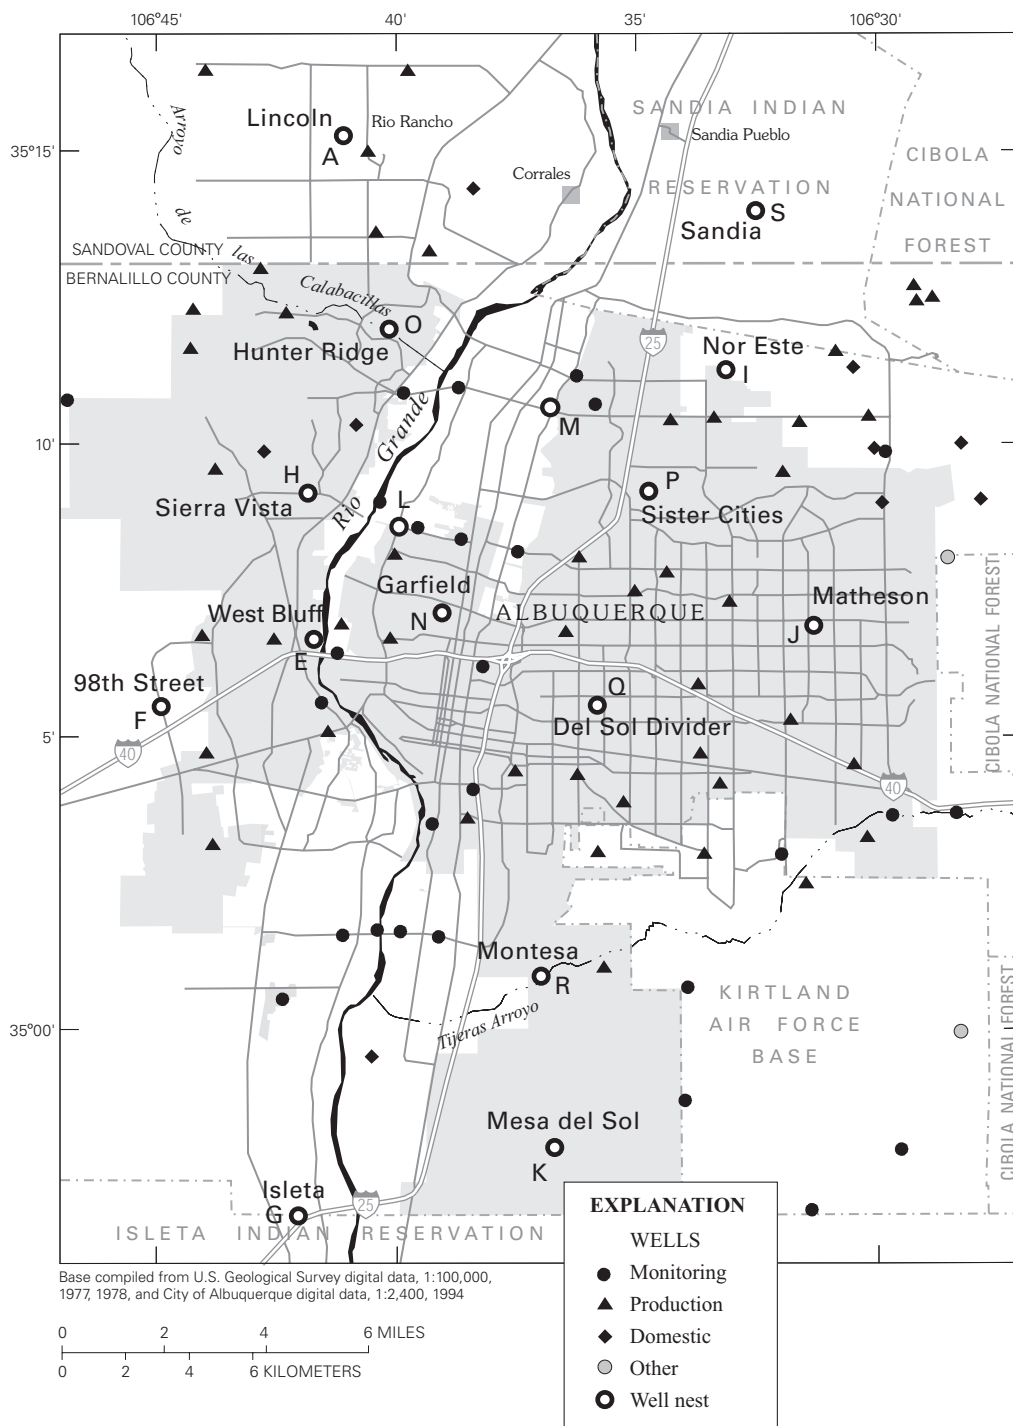 106°45'
40'
35'
106°30'
SANDIA INDIAN
Arroyo
Lincoln
Rio Rancho
A
Sandia Pueblo
35°15'
CIBOLA
Corrales
RESERVATION
NATIONAL
de
S
Sandia
FOREST
SANDOVAL COUNTY
las
BERNALILLO COUNTY
Calabacillas
O
25
Hunter Ridge
Nor Este
I
Grande
M
10'
H
P
L
Sierra Vista
Rio
Sister Cities
CIBOLA NATIONAL FOREST
Garfield
Matheson
West Bluff
N
ALBUQUERQUE
J
E
98th Street
Q
F
Del Sol Divider
5'
40
40
Montesa
R
KIRTLAND
AIR FORCE
BASE
CIBOLA NATIONAL FOREST
Tijeras Arroyo
35°00'
Mesa del Sol
K
Isleta
G
25
ISLETA INDIAN RESERVATION
EXPLANATION
WELLS
Monitoring
Production
Domestic
Other
Well nest
Base compiled from U.S. Geological Survey digital data, 1:100,000,
1977, 1978, and City of Albuquerque digital data, 1:2,400, 1994
0 2 4 6 MILES
0 2 4 6 KILOMETERS